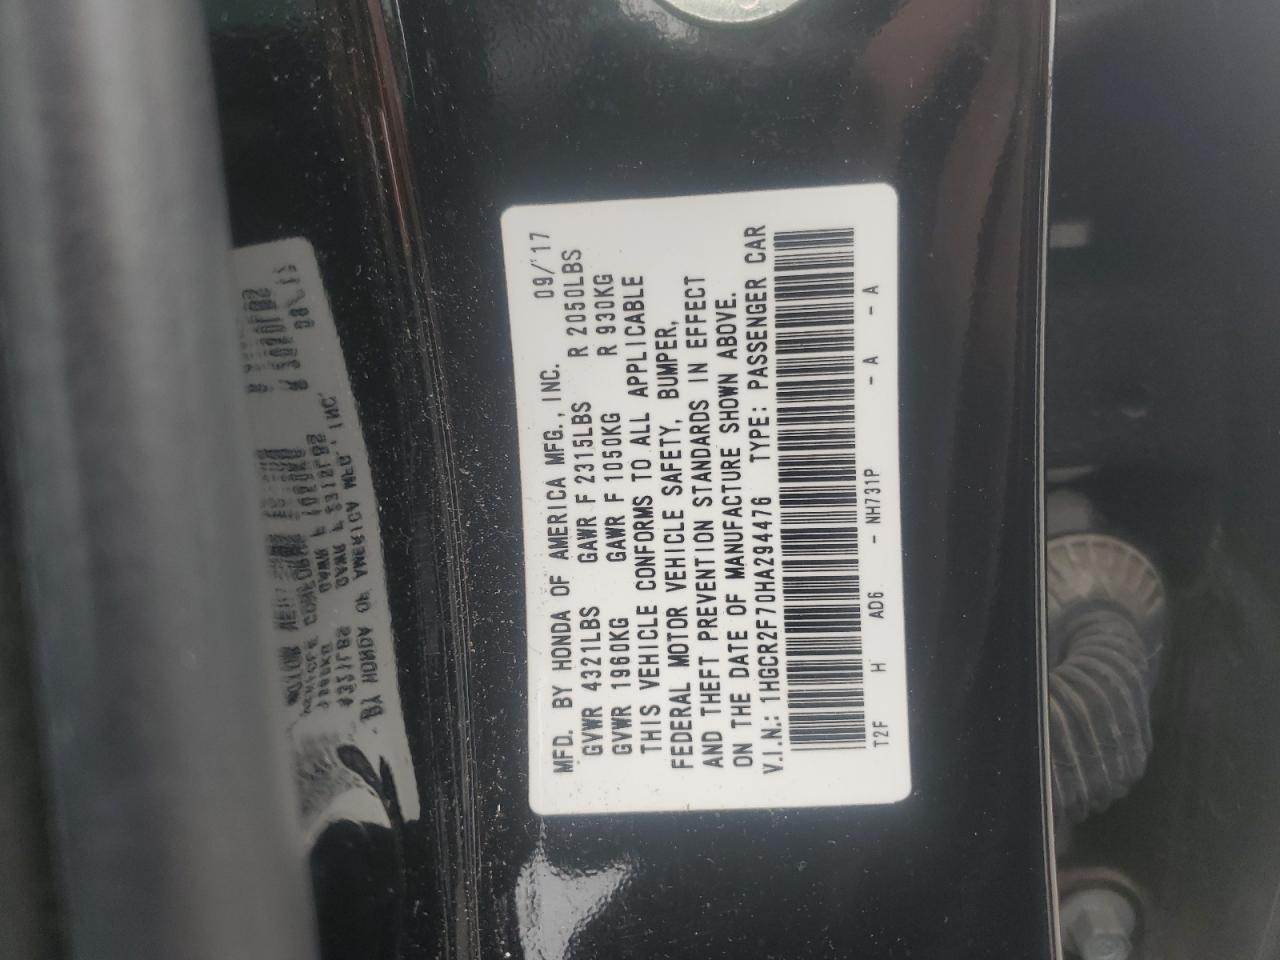 MFD. BY HONDA OF AMERICA MFG., INC. 09/17
GVWR 4321LBS GAWR F 2315LBS R 2050LBS
GVWR 1960KG GAWR F 1050KG R 930KG
THIS VEHICLE CONFORMS TO ALL APPLICABLE
FEDERAL MOTOR VEHICLE SAFETY, BUMPER,
AND THEFT PREVENTION STANDARDS IN EFFECT
ON THE DATE OF MANUFACTURE SHOWN ABOVE.
V.I.N.: 1HGCR2F70HA294476 TYPE: PASSENGER CAR
T2F H AD6 - NH731P - A - A